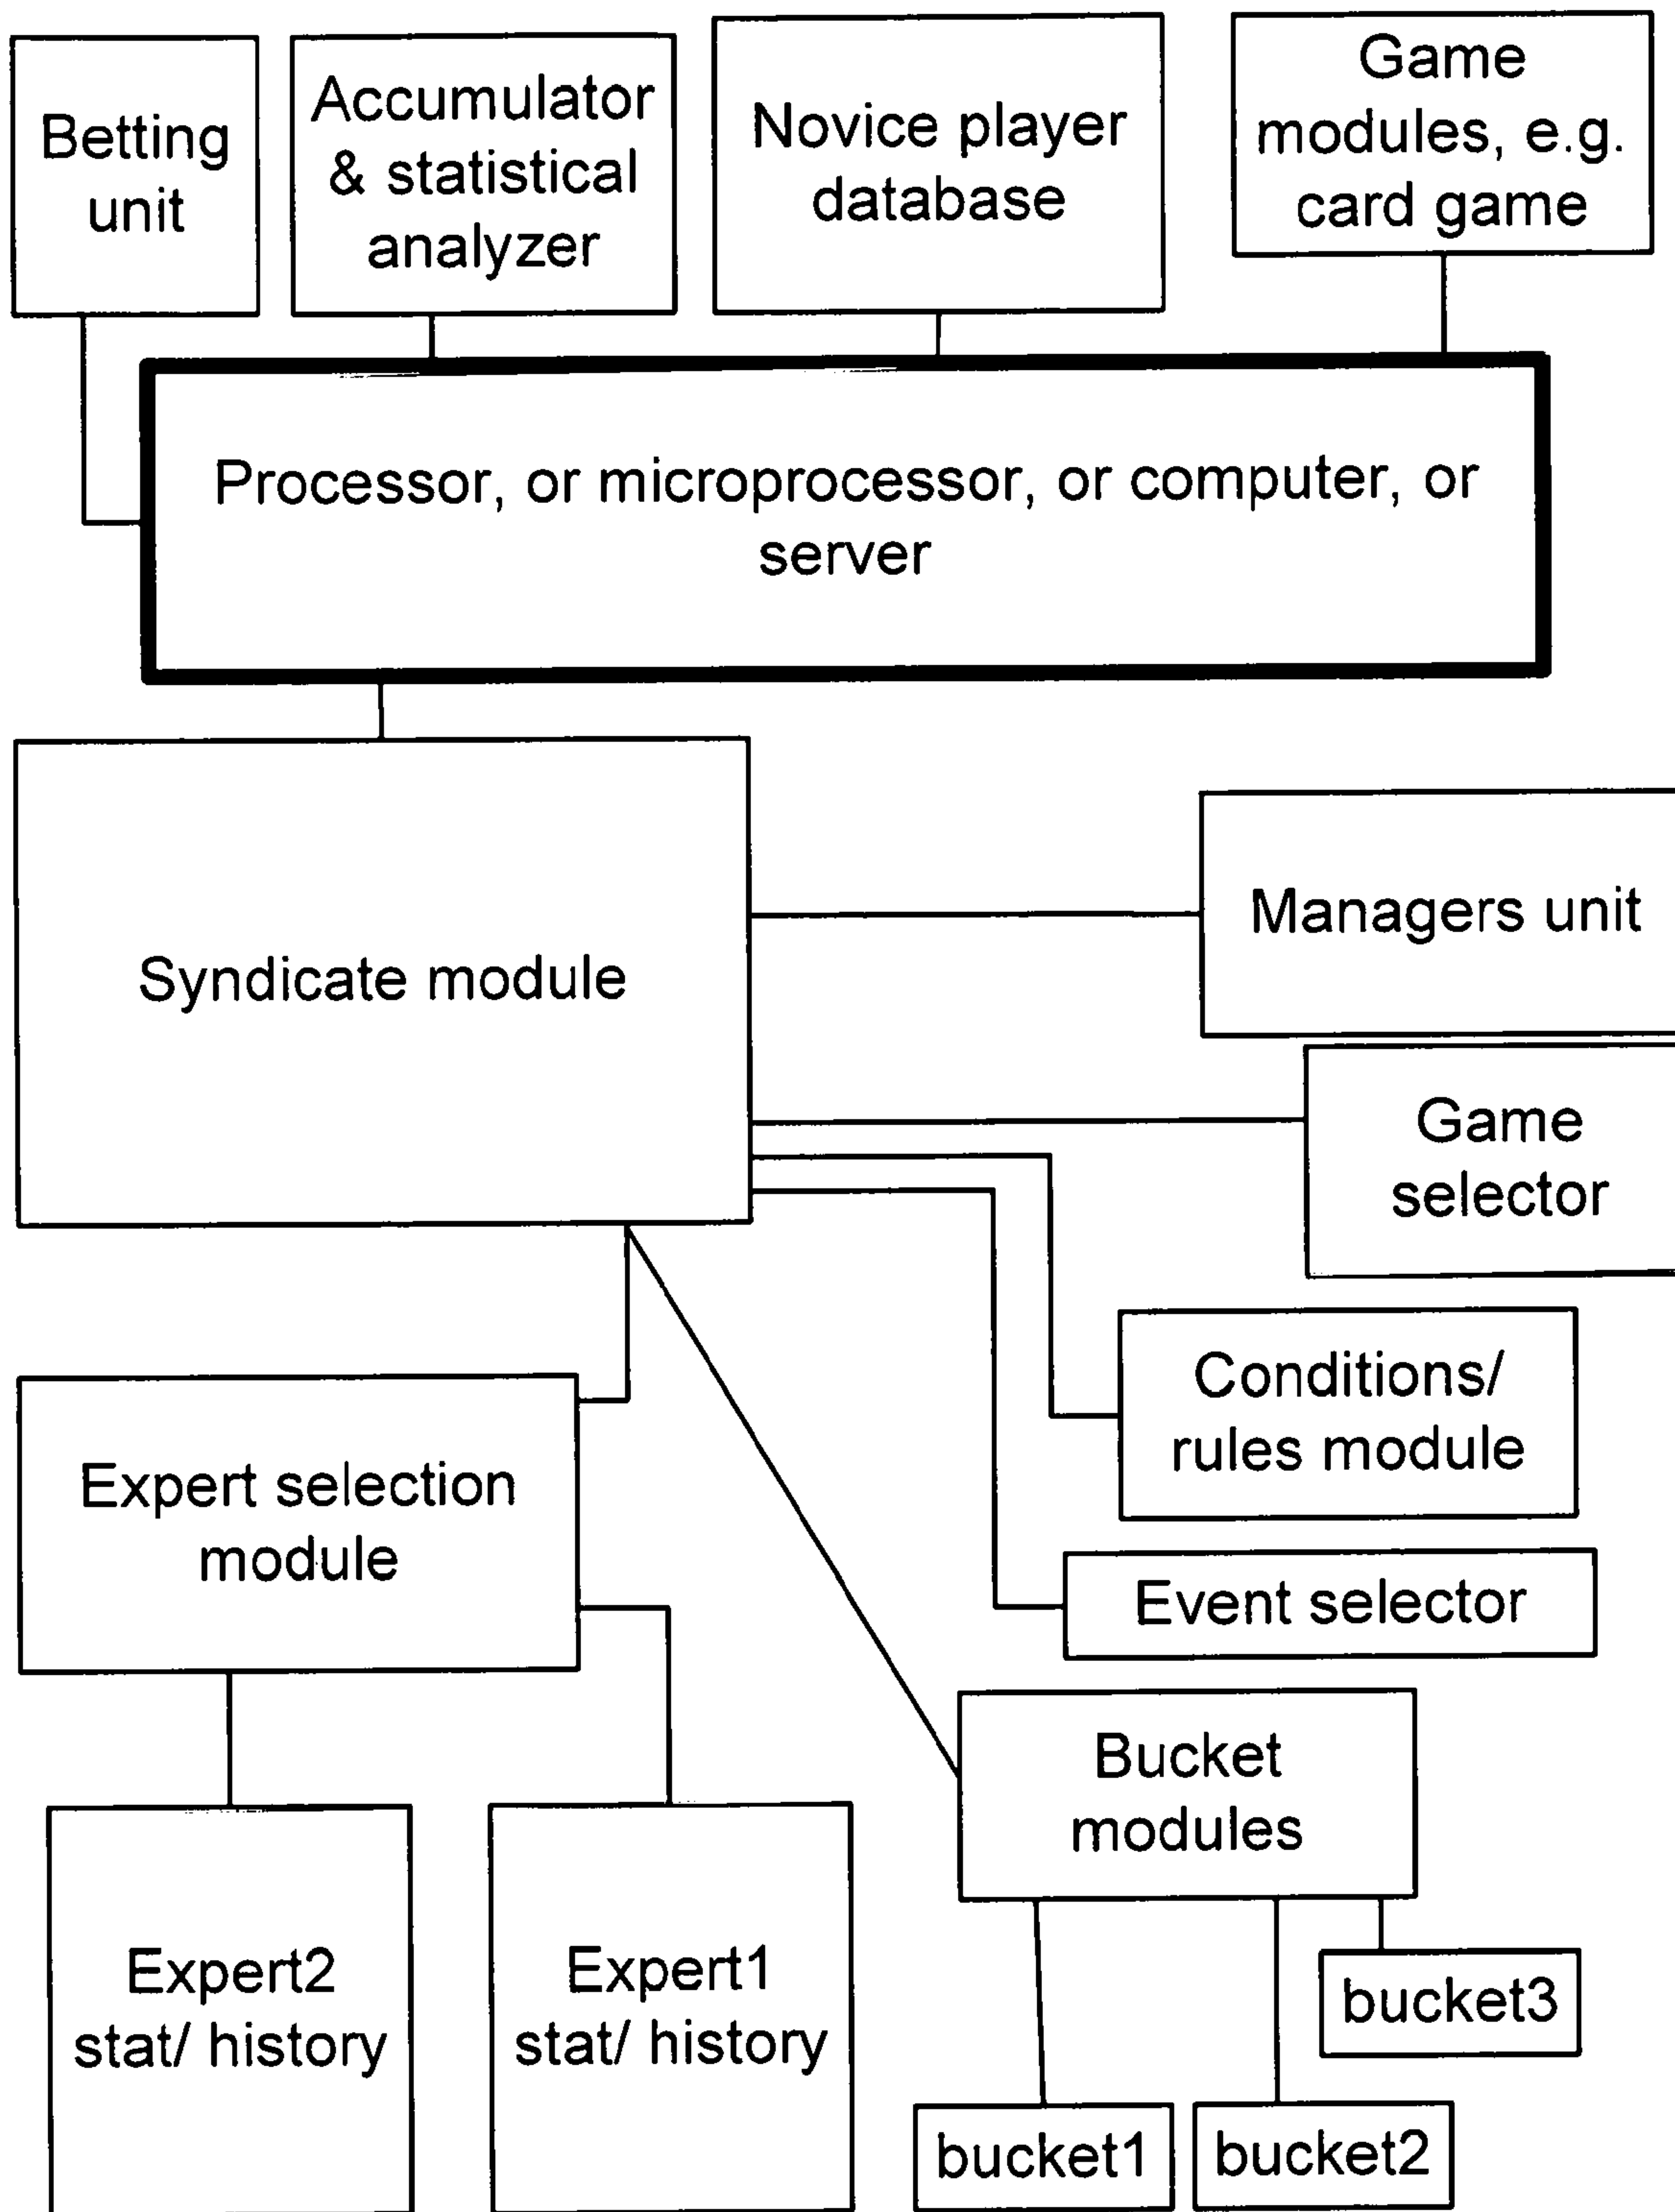 Betting
unit
Accumulator
& statistical
analyzer
Novice player
database
Game
modules, e.g.
card game
Processor, or microprocessor, or computer, or
server
Syndicate module
Managers unit
Game
selector
Conditions/
rules module
Expert selection
module
Event selector
Bucket
modules
Expert2
stat/ history
Expert1
stat/ history
bucket3
bucket1
bucket2